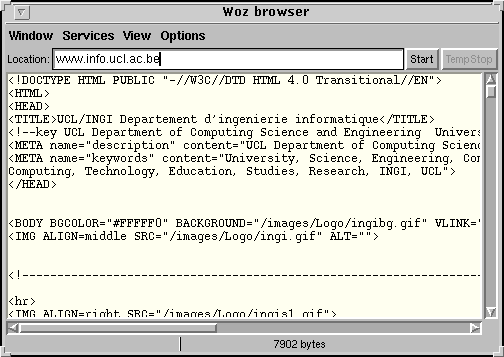 Woz browser
Window Services View Options
Location: www.info.ucl.ac.be Start TempStop
<!DOCTYPE HTML PUBLIC "-//W3C//DTD HTML 4.0 Transitional//EN">
<HTML>
<HEAD>
<TITLE>UCL/INGI Departement d'ingenierie informatique</TITLE>
<!--key UCL Department of Computing Science and Engineering Univers
<META name="description" content="UCL Department of Computing Scienc
<META name="keywords" content="University, Science, Engineering, Com
Computing, Technology, Education, Studies, Research, INGI, UCL">
</HEAD>
<BODY BGCOLOR="#FFFFF0" BACKGROUND="/images/Logo/ingibg.gif" VLINK="
<IMG ALIGN=middle SRC="/images/Logo/ingi.gif" ALT="">
<!------------------------------------------------------------------
<hr>
<IMG ALIGN=right SRC="/images/Logo/ingis1.gif">
7902 bytes